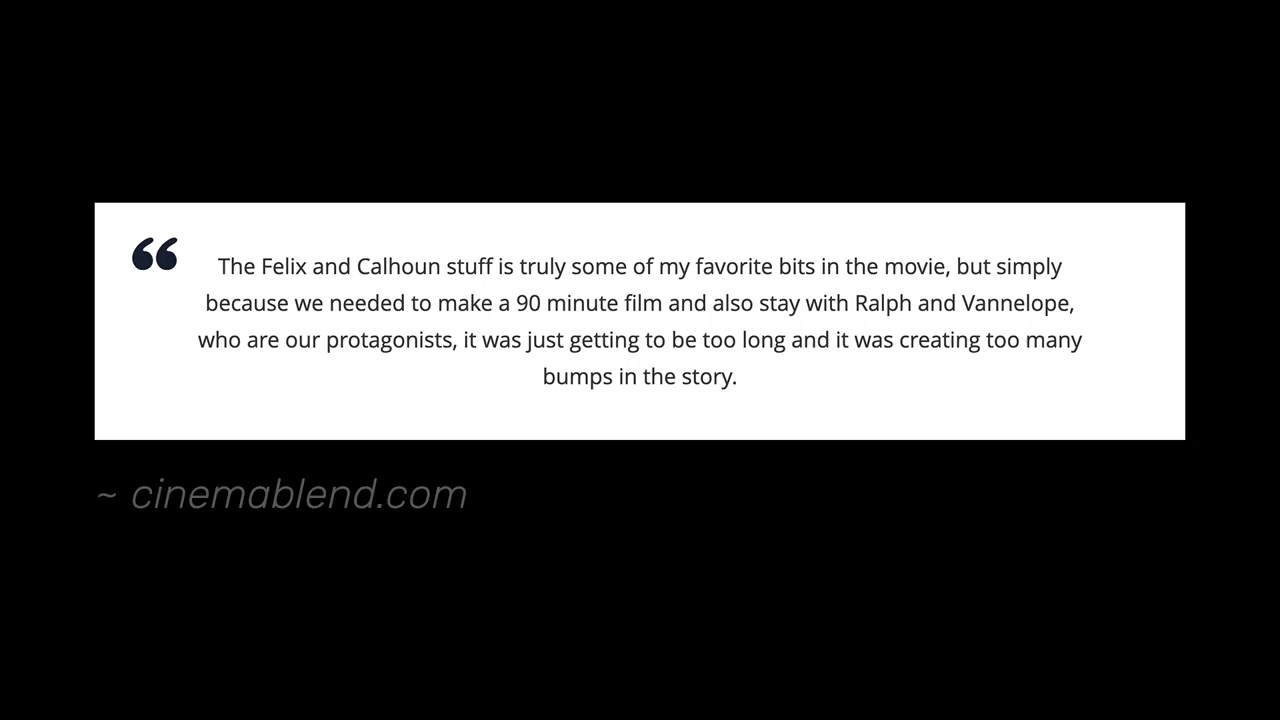 “ The Felix and Calhoun stuff is truly some of my favorite bits in the movie, but simply
because we needed to make a 90 minute film and also stay with Ralph and Vannelope,
who are our protagonists, it was just getting to be too long and it was creating too many
bumps in the story.
~ cinemablend.com